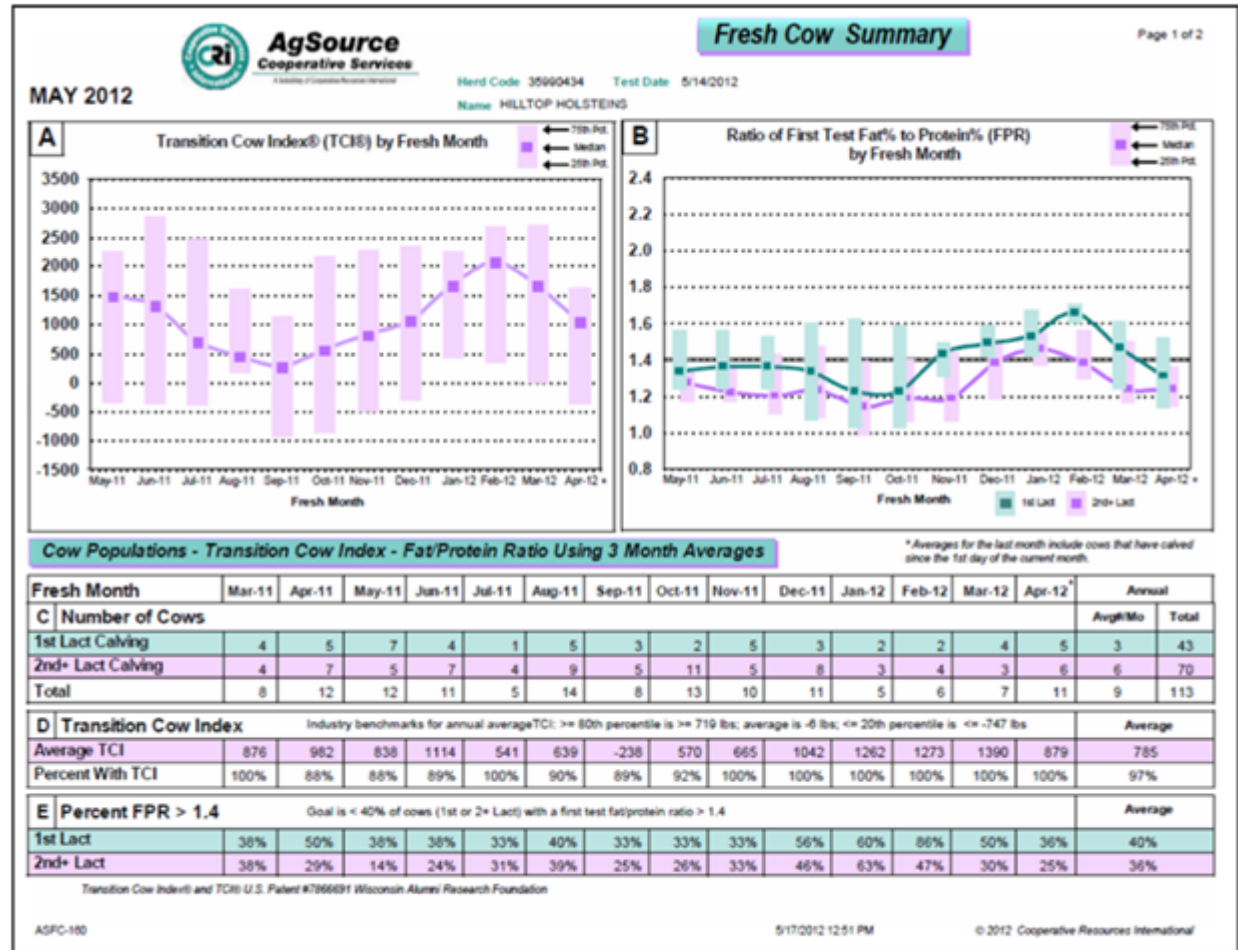 CRi
AgSource
Cooperative Services
A Subsidiary of Cooperative Resources International
Fresh Cow Summary
Page 1 of 2
MAY 2012
Herd Code 35990434 Test Date 5/14/2012
Name HILLTOP HOLSTEINS
A
Transition Cow Index® (TCI®) by Fresh Month
75th Pct.
Median
25th Pct.
3500
3000
2500
2000
1500
1000
500
0
-500
-1000
-1500
May-11 Jun-11 Jul-11 Aug-11 Sep-11 Oct-11 Nov-11 Dec-11 Jan-12 Feb-12 Mar-12 Apr-12 *
Fresh Month
B
Ratio of First Test Fat% to Protein% (FPR)
by Fresh Month
75th Pct.
Median
25th Pct.
2.4
2.2
2.0
1.8
1.6
1.4
1.2
1.0
0.8
May-11 Jun-11 Jul-11 Aug-11 Sep-11 Oct-11 Nov-11 Dec-11 Jan-12 Feb-12 Mar-12 Apr-12 *
Fresh Month
1st Lact 2nd+ Lact
Cow Populations - Transition Cow Index - Fat/Protein Ratio Using 3 Month Averages
* Averages for the last month include cows that have calved
since the 1st day of the current month.
Fresh Month Mar-11 Apr-11 May-11 Jun-11 Jul-11 Aug-11 Sep-11 Oct-11 Nov-11 Dec-11 Jan-12 Feb-12 Mar-12 Apr-12* Annual
C Number of Cows Avg#/Mo Total
1st Lact Calving 4 5 7 4 1 5 3 2 5 3 2 2 4 5 3 43
2nd+ Lact Calving 4 7 5 7 4 9 5 11 5 8 3 4 3 6 6 70
Total 8 12 12 11 5 14 8 13 10 11 5 6 7 11 9 113
D Transition Cow Index Industry benchmarks for annual averageTCI: >= 80th percentile is >= 719 lbs; average is -6 lbs; <= 20th percentile is <= -747 lbs Average
Average TCI 876 982 838 1114 541 639 -238 570 665 1042 1262 1273 1390 879 785
Percent With TCI 100% 88% 88% 89% 100% 90% 89% 92% 100% 100% 100% 100% 100% 100% 97%
E Percent FPR > 1.4 Goal is < 40% of cows (1st or 2+ Lact) with a first test fat/protein ratio > 1.4 Average
1st Lact 38% 50% 38% 38% 33% 40% 33% 33% 33% 56% 60% 86% 50% 36% 40%
2nd+ Lact 38% 29% 14% 24% 31% 39% 25% 26% 33% 46% 63% 47% 30% 25% 36%
Transition Cow Index® and TCI® U.S. Patent #7866691 Wisconsin Alumni Research Foundation
ASFC-160 5/17/2012 12:51 PM © 2012 Cooperative Resources International